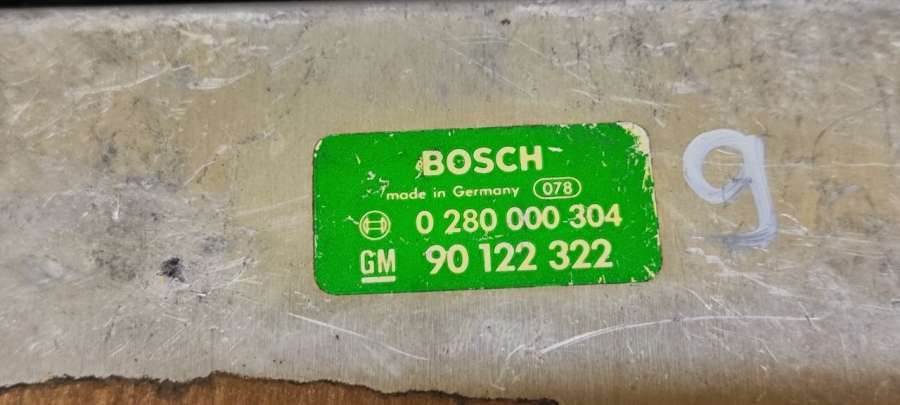 BOSCH
made in Germany 078
0 280 000 304
GM 90 122 322
9